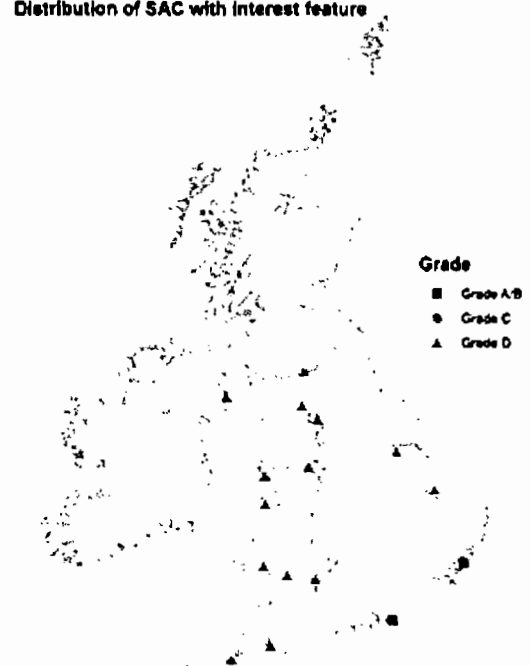 Distribution of SAC with interest feature
Grade
Grade A/B
Grade C
Grade D